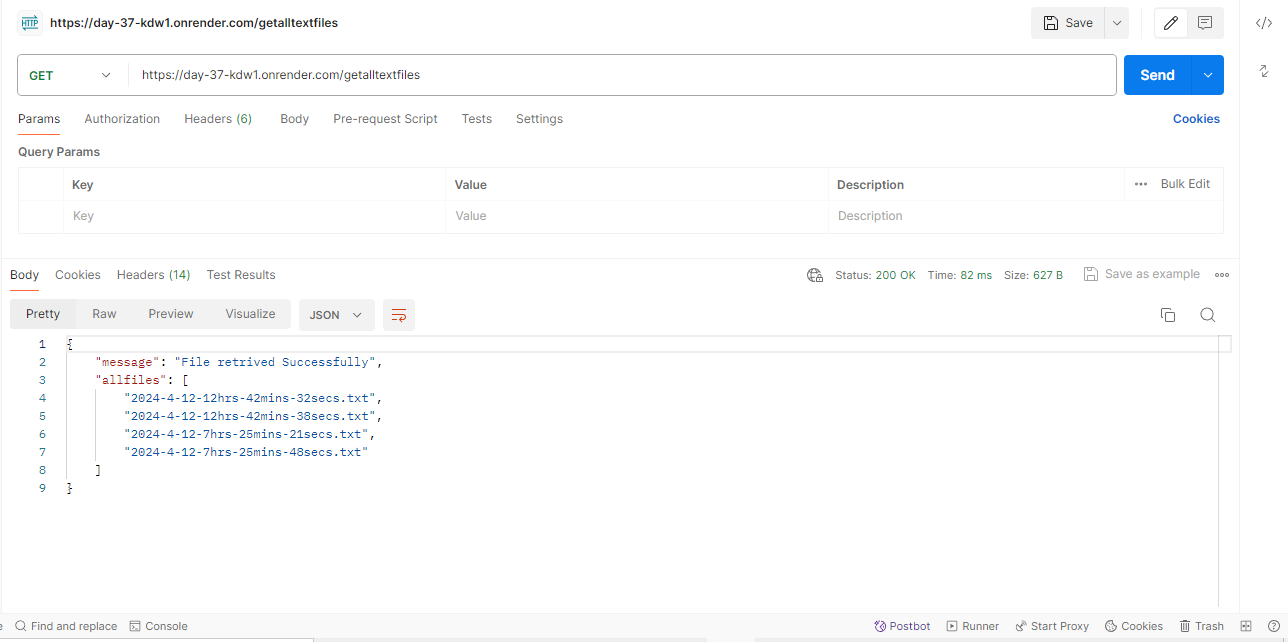 HTTP https://day-37-kdw1.onrender.com/getalltextfiles Save </>
GET https://day-37-kdw1.onrender.com/getalltextfiles Send
Params Authorization Headers (6) Body Pre-request Script Tests Settings Cookies
Query Params
Key Value Description ••• Bulk Edit
Key Value Description
Body Cookies Headers (14) Test Results Status: 200 OK Time: 82 ms Size: 627 B Save as example •••
Pretty Raw Preview Visualize JSON
1 {
2 "message": "File retrived Successfully",
3 "allfiles": [
4 "2024-4-12-12hrs-42mins-32secs.txt",
5 "2024-4-12-12hrs-42mins-38secs.txt",
6 "2024-4-12-7hrs-25mins-21secs.txt",
7 "2024-4-12-7hrs-25mins-48secs.txt"
8 ]
9 }
Find and replace Console Postbot Runner Start Proxy Cookies Trash